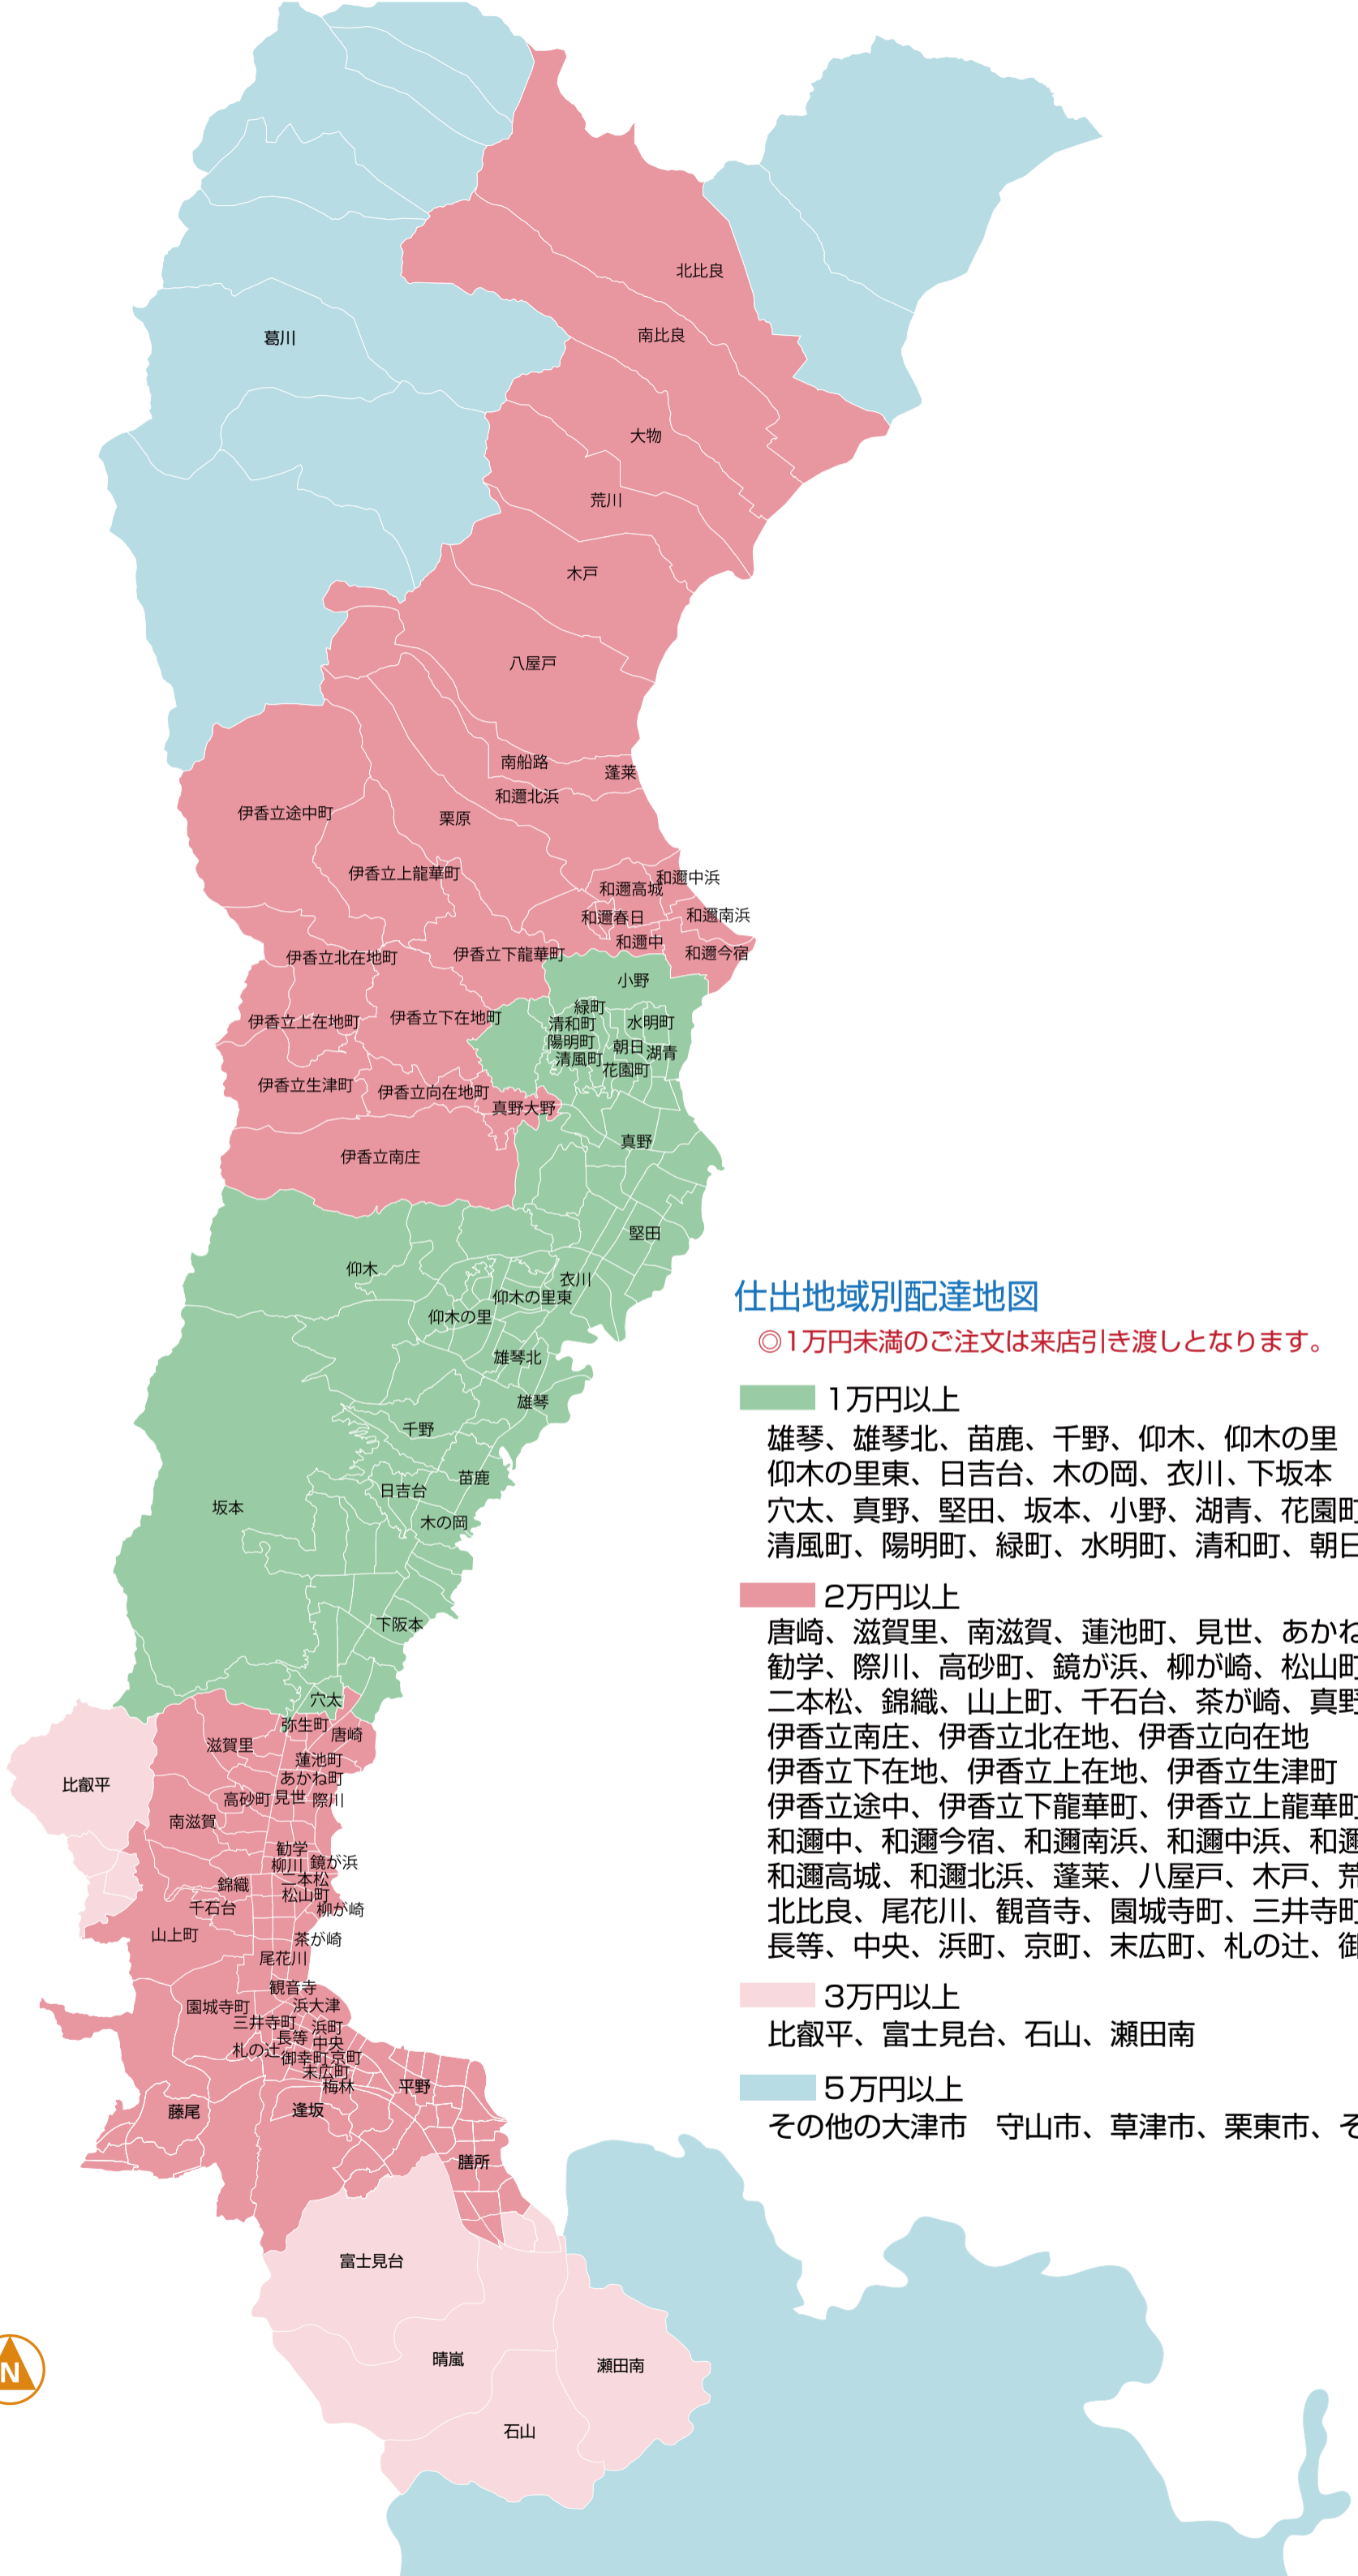 北比良
南比良
葛川
大物
荒川
木戸
八屋戸
南船路
蓬莱
和邇北浜
伊香立途中町
栗原
伊香立上龍華町
和邇中浜
和邇高城
和邇春日
和邇南浜
和邇中
和邇今宿
伊香立北在地町
伊香立下龍華町
小野
緑町
伊香立上在地町
伊香立下在地町
清和町
水明町
陽明町
朝日
湖青
清風町
花園町
伊香立生津町
伊香立向在地町
真野大野
真野
伊香立南庄
堅田
仰木
衣川
仰木の里東
仰木の里
雄琴北
雄琴
千野
苗鹿
日吉台
坂本
木の岡
下阪本
穴太
弥生町
唐崎
滋賀里
蓮池町
あかね町
比叡平
高砂町
見世
際川
南滋賀
勧学
柳川
鏡が浜
二本松
錦織
松山町
千石台
柳が崎
山上町
茶が崎
尾花川
観音寺
園城寺町
浜大津
三井寺町
浜町
長等
中央
札の辻
御幸町
京町
末広町
梅林
平野
藤尾
逢坂
膳所
富士見台
晴嵐
瀬田南
石山
N
仕出地域別配達地図
◎1万円未満のご注文は来店引き渡しとなります。
1万円以上
雄琴、雄琴北、苗鹿、千野、仰木、仰木の里
仰木の里東、日吉台、木の岡、衣川、下坂本
穴太、真野、堅田、坂本、小野、湖青、花園町
清風町、陽明町、緑町、水明町、清和町、朝日
2万円以上
唐崎、滋賀里、南滋賀、蓮池町、見世、あかね
勧学、際川、高砂町、鏡が浜、柳が崎、松山町
二本松、錦織、山上町、千石台、茶が崎、真野
伊香立南庄、伊香立北在地、伊香立向在地
伊香立下在地、伊香立上在地、伊香立生津町
伊香立途中、伊香立下龍華町、伊香立上龍華町
和邇中、和邇今宿、和邇南浜、和邇中浜、和邇
和邇高城、和邇北浜、蓬莱、八屋戸、木戸、荒
北比良、尾花川、観音寺、園城寺町、三井寺町
長等、中央、浜町、京町、末広町、札の辻、御
3万円以上
比叡平、富士見台、石山、瀬田南
5万円以上
その他の大津市　守山市、草津市、栗東市、そ